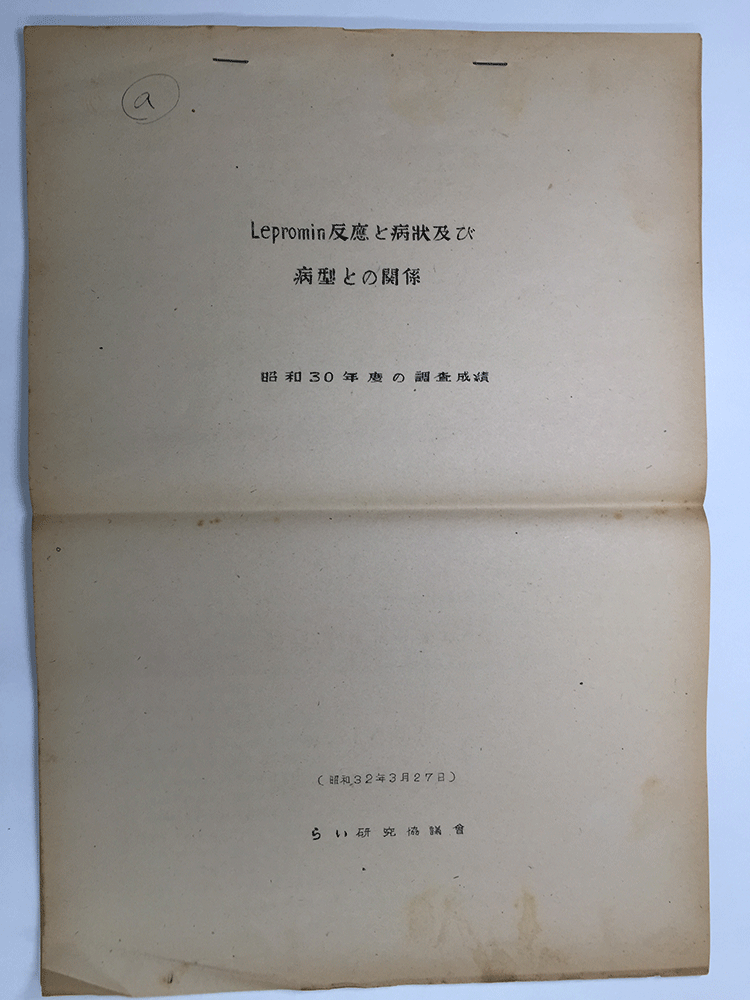 a
Lepromin反應と病狀及び
病型との関係
昭和30年度の調査成績
(昭和32年3月27日)
らい研究協議會